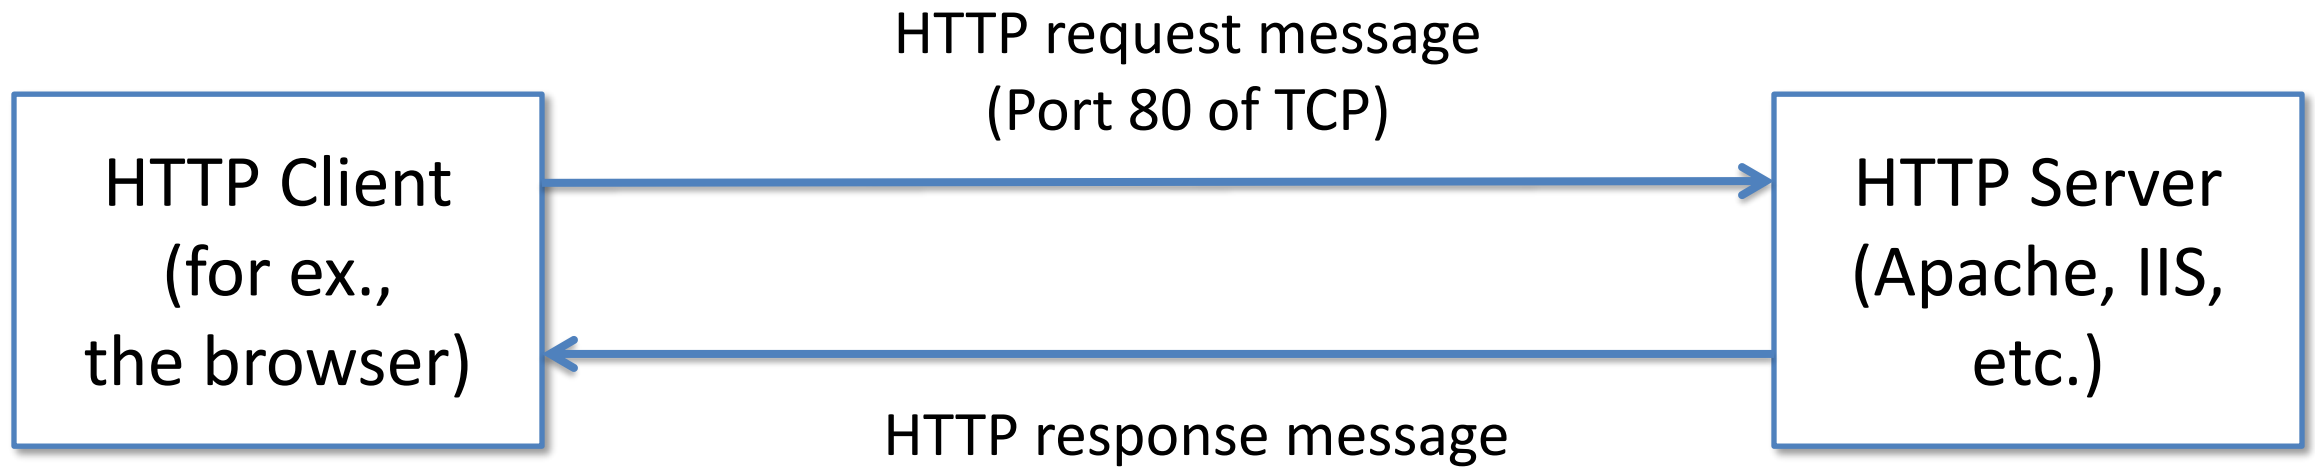 HTTP request message
(Port 80 of TCP)
HTTP Client
(for ex.,
the browser)
HTTP Server
(Apache, IIS,
etc.)
HTTP response message